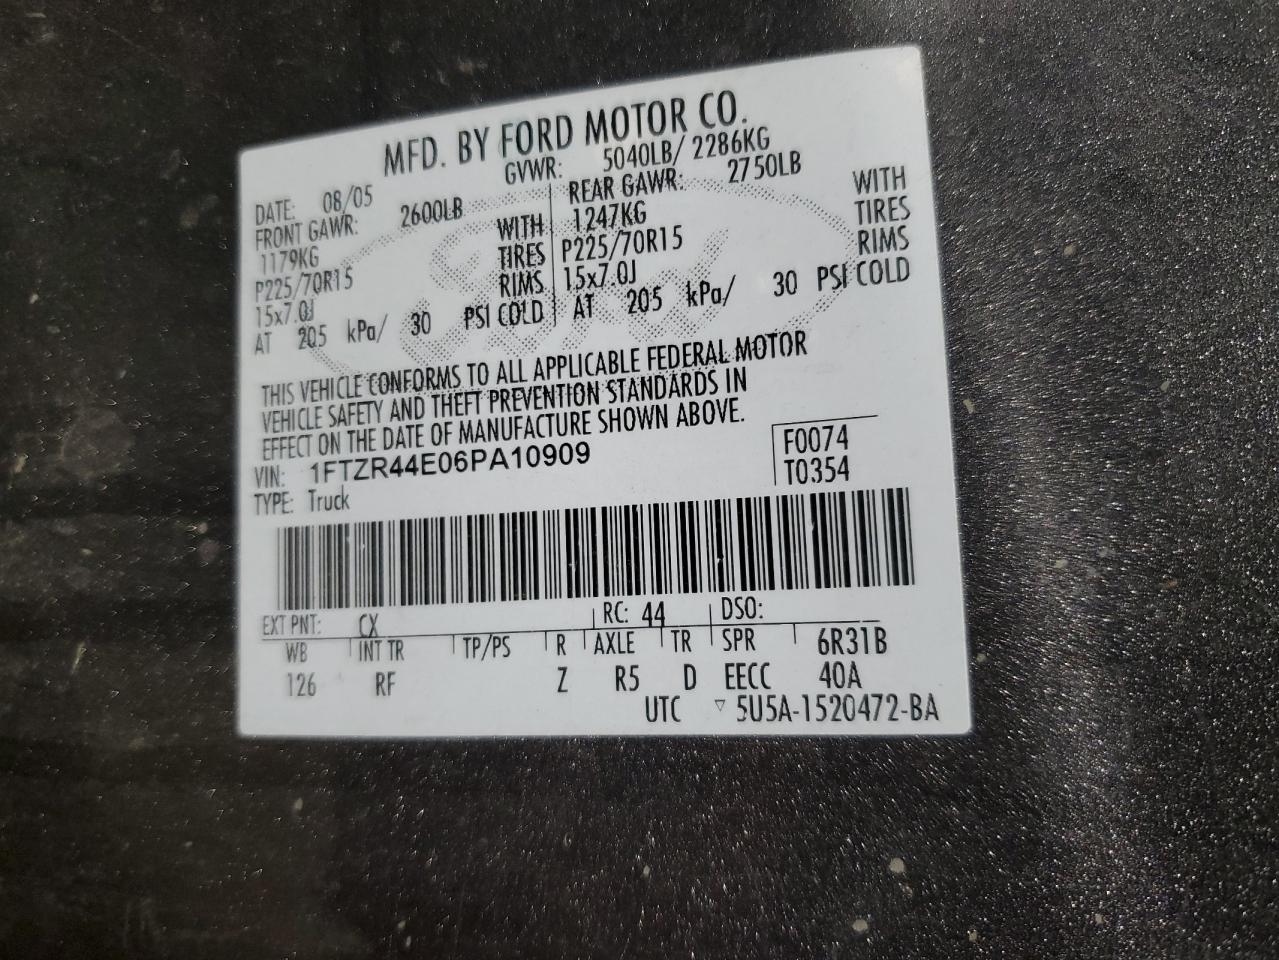 MFD. BY FORD MOTOR CO.
DATE: 08/05 GVWR: 5040LB/ 2286KG
FRONT GAWR: 2600LB REAR GAWR: 2750LB
1179KG WITH 1247KG WITH
P225/70R15 TIRES P225/70R15 TIRES
15x7.0J RIMS 15x7.0J RIMS
AT 205 kPa/ 30 PSI COLD AT 205 kPa/ 30 PSI COLD
THIS VEHICLE CONFORMS TO ALL APPLICABLE FEDERAL MOTOR
VEHICLE SAFETY AND THEFT PREVENTION STANDARDS IN
EFFECT ON THE DATE OF MANUFACTURE SHOWN ABOVE.
VIN: 1FTZR44E06PA10909 F0074
TYPE: Truck T0354
EXT PNT: CX RC: 44 DSO:
WB INT TR TP/PS R AXLE TR SPR 6R31B
126 RF Z R5 D EECC 40A
UTC ▽ 5U5A-1520472-BA